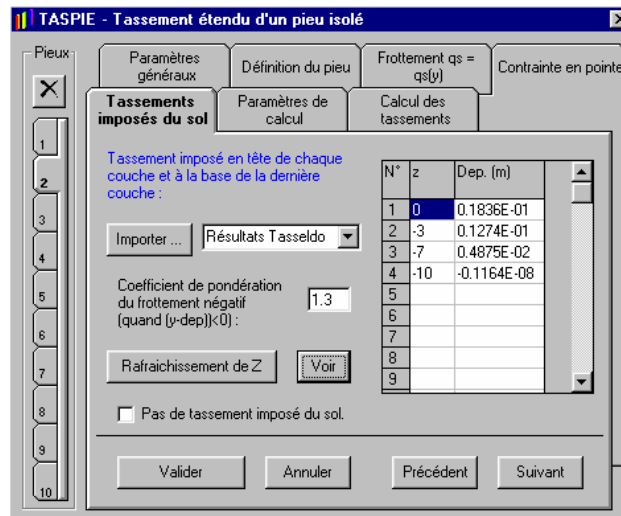 TASPIE - Tassement étendu d'un pieu isolé
Pieux
1
2
3
4
5
6
7
8
9
10
Paramètres généraux
Définition du pieu
Frottement qs = qs(y)
Contrainte en pointe
Tassements imposés du sol
Paramètres de calcul
Calcul des tassements
Tassement imposé en tête de chaque
couche et à la base de la dernière
couche :
Importer ...
Résultats Tasseldo
Coefficient de pondération
du frottement négatif
(quand (y-dep))<0) :
1.3
Rafraichissement de Z
Voir
Pas de tassement imposé du sol.
N° z Dep. (m)
1 0 0.1836E-01
2 -3 0.1274E-01
3 -7 0.4875E-02
4 -10 -0.1164E-08
5
6
7
8
9
Valider
Annuler
Précédent
Suivant